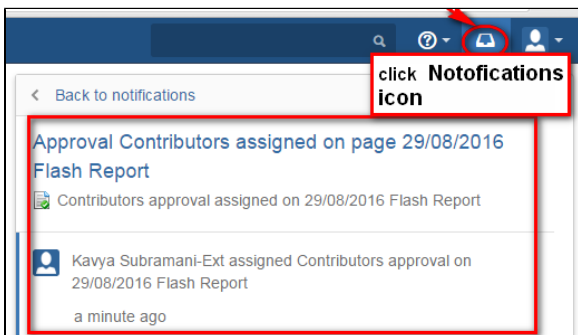 click Notofications
icon
Back to notifications
Approval Contributors assigned on page 29/08/2016
Flash Report
Contributors approval assigned on 29/08/2016 Flash Report
Kavya Subramani-Ext assigned Contributors approval on
29/08/2016 Flash Report
a minute ago